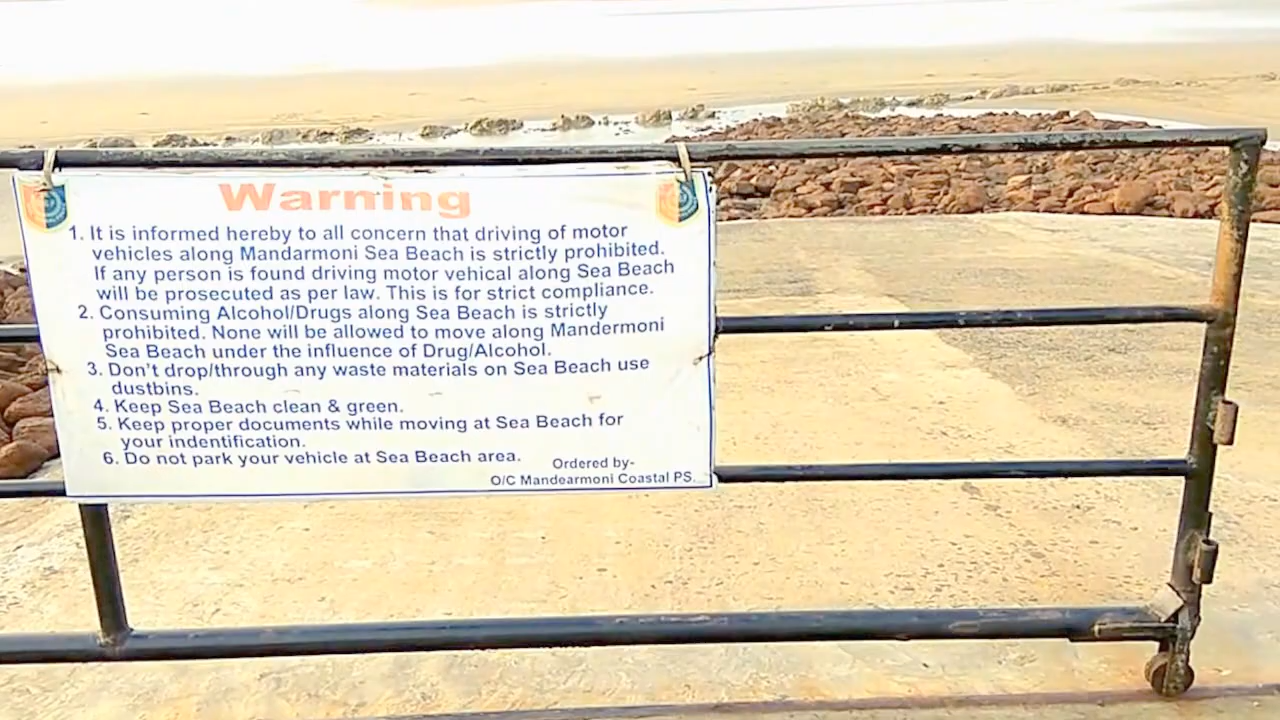 Warning
1. It is informed hereby to all concern that driving of motor
vehicles along Mandarmoni Sea Beach is strictly prohibited.
If any person is found driving motor vehical along Sea Beach
will be prosecuted as per law. This is for strict compliance.
2. Consuming Alcohol/Drugs along Sea Beach is strictly
prohibited. None will be allowed to move along Mandermoni
Sea Beach under the influence of Drug/Alcohol.
3. Don't drop/through any waste materials on Sea Beach use
dustbins.
4. Keep Sea Beach clean & green.
5. Keep proper documents while moving at Sea Beach for
your indentification.
6. Do not park your vehicle at Sea Beach area.
Ordered by-
O/C Mandearmoni Coastal PS.